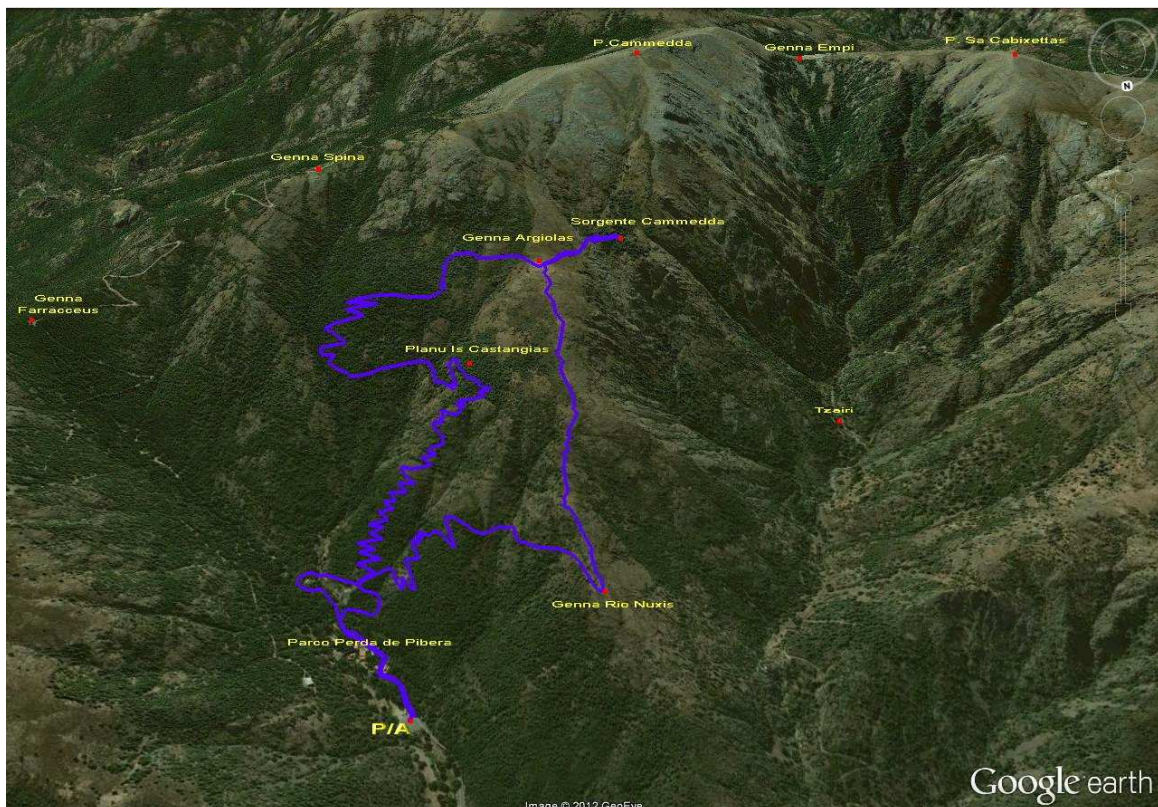 P.Cammedda
Genna Empi
P. Sa Cabixettas
N
Genna Spina
Sorgente Cammedda
Genna Argiolas
Genna
Farracceus
Planu Is Castangias
Tzairi
Genna Rio Nuxis
Parco Perda de Pibera
P/A
Google earth
Image © 2012 GeoEye